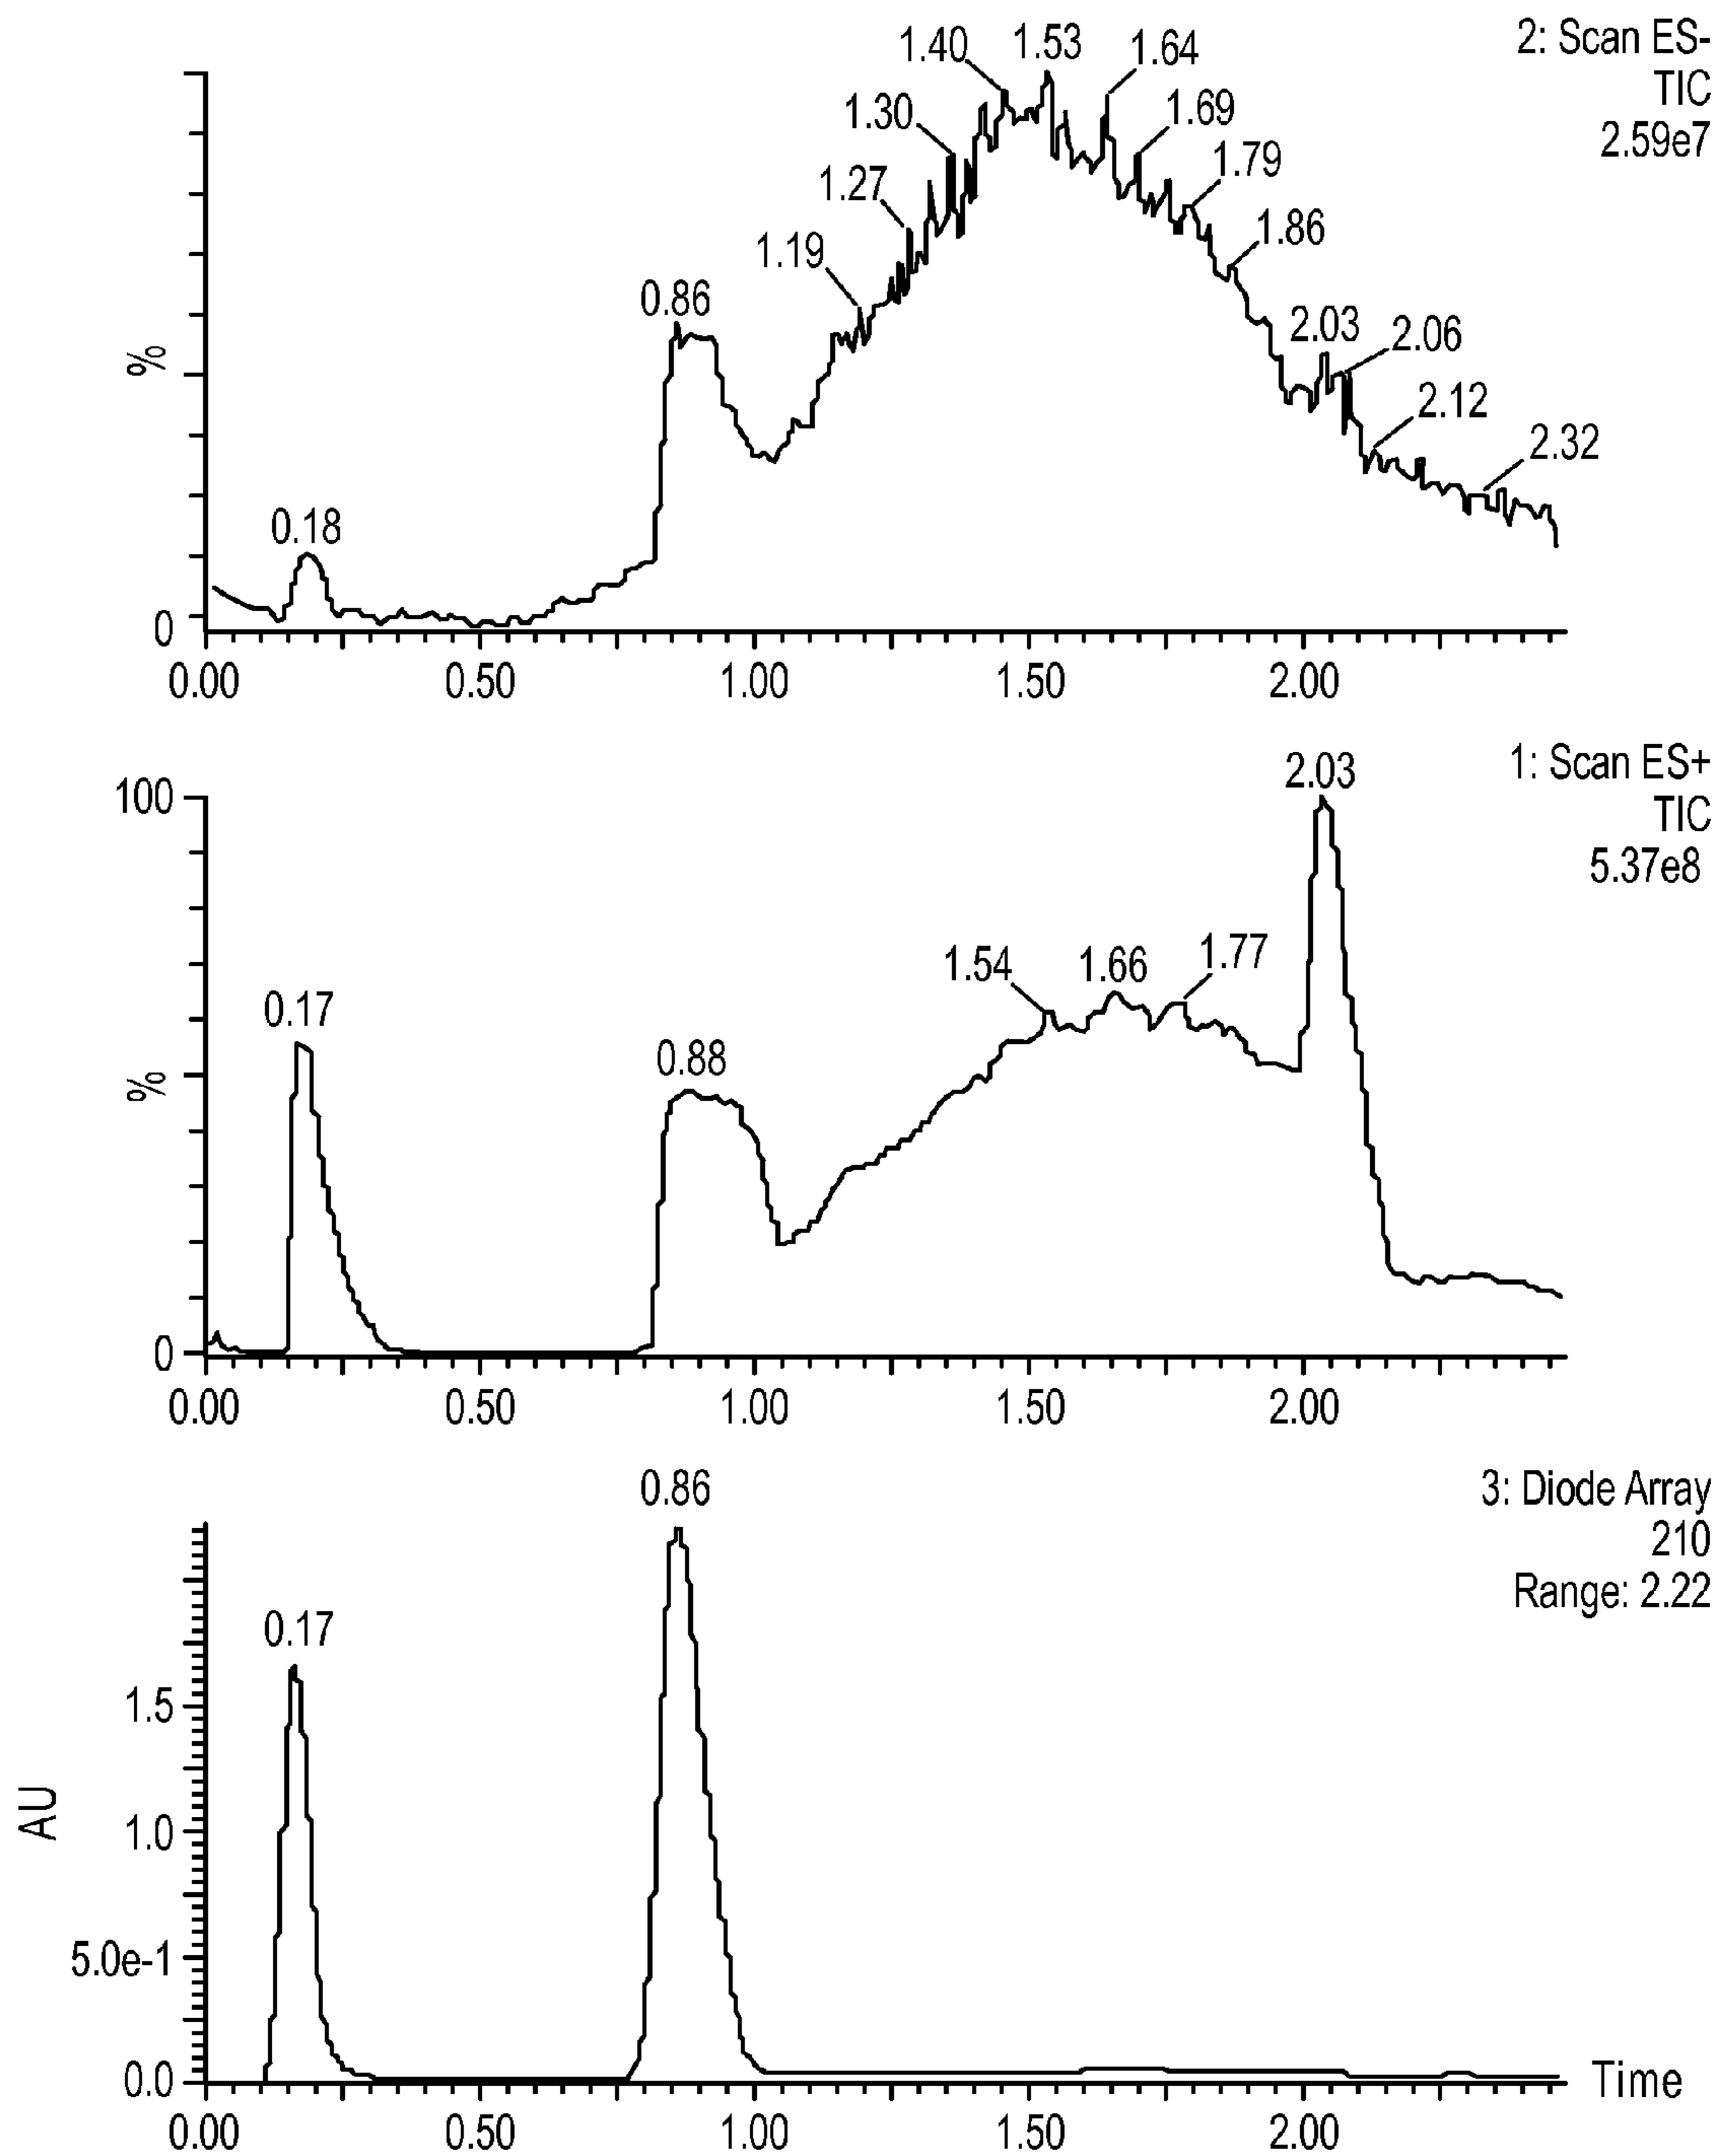 2: Scan ES-
TIC
2.59e7
1.40
1.53
1.64
1.30
1.69
1.27
1.79
1.19
1.86
0.86
2.03
2.06
2.12
2.32
0.18
%
0
0.00 0.50 1.00 1.50 2.00
1: Scan ES+
TIC
5.37e8
2.03
100
1.54
1.66
1.77
0.17
0.88
%
0
0.00 0.50 1.00 1.50 2.00
3: Diode Array
210
Range: 2.22
0.86
0.17
1.5
AU
1.0
5.0e-1
0.0
Time
0.00 0.50 1.00 1.50 2.00